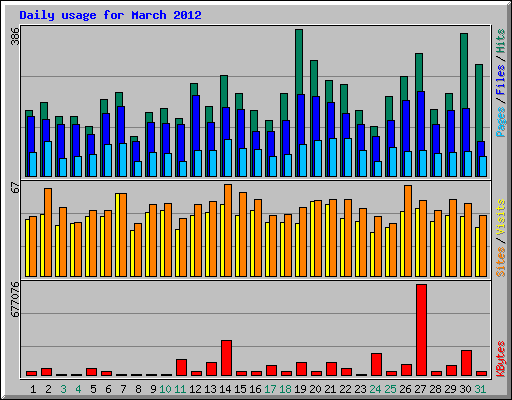 Daily usage for March 2012
386
67
677076
Pages / Files / Hits
Sites / Visits
KBytes
1 2 3 4 5 6 7 8 9 10 11 12 13 14 15 16 17 18 19 20 21 22 23 24 25 26 27 28 29 30 31